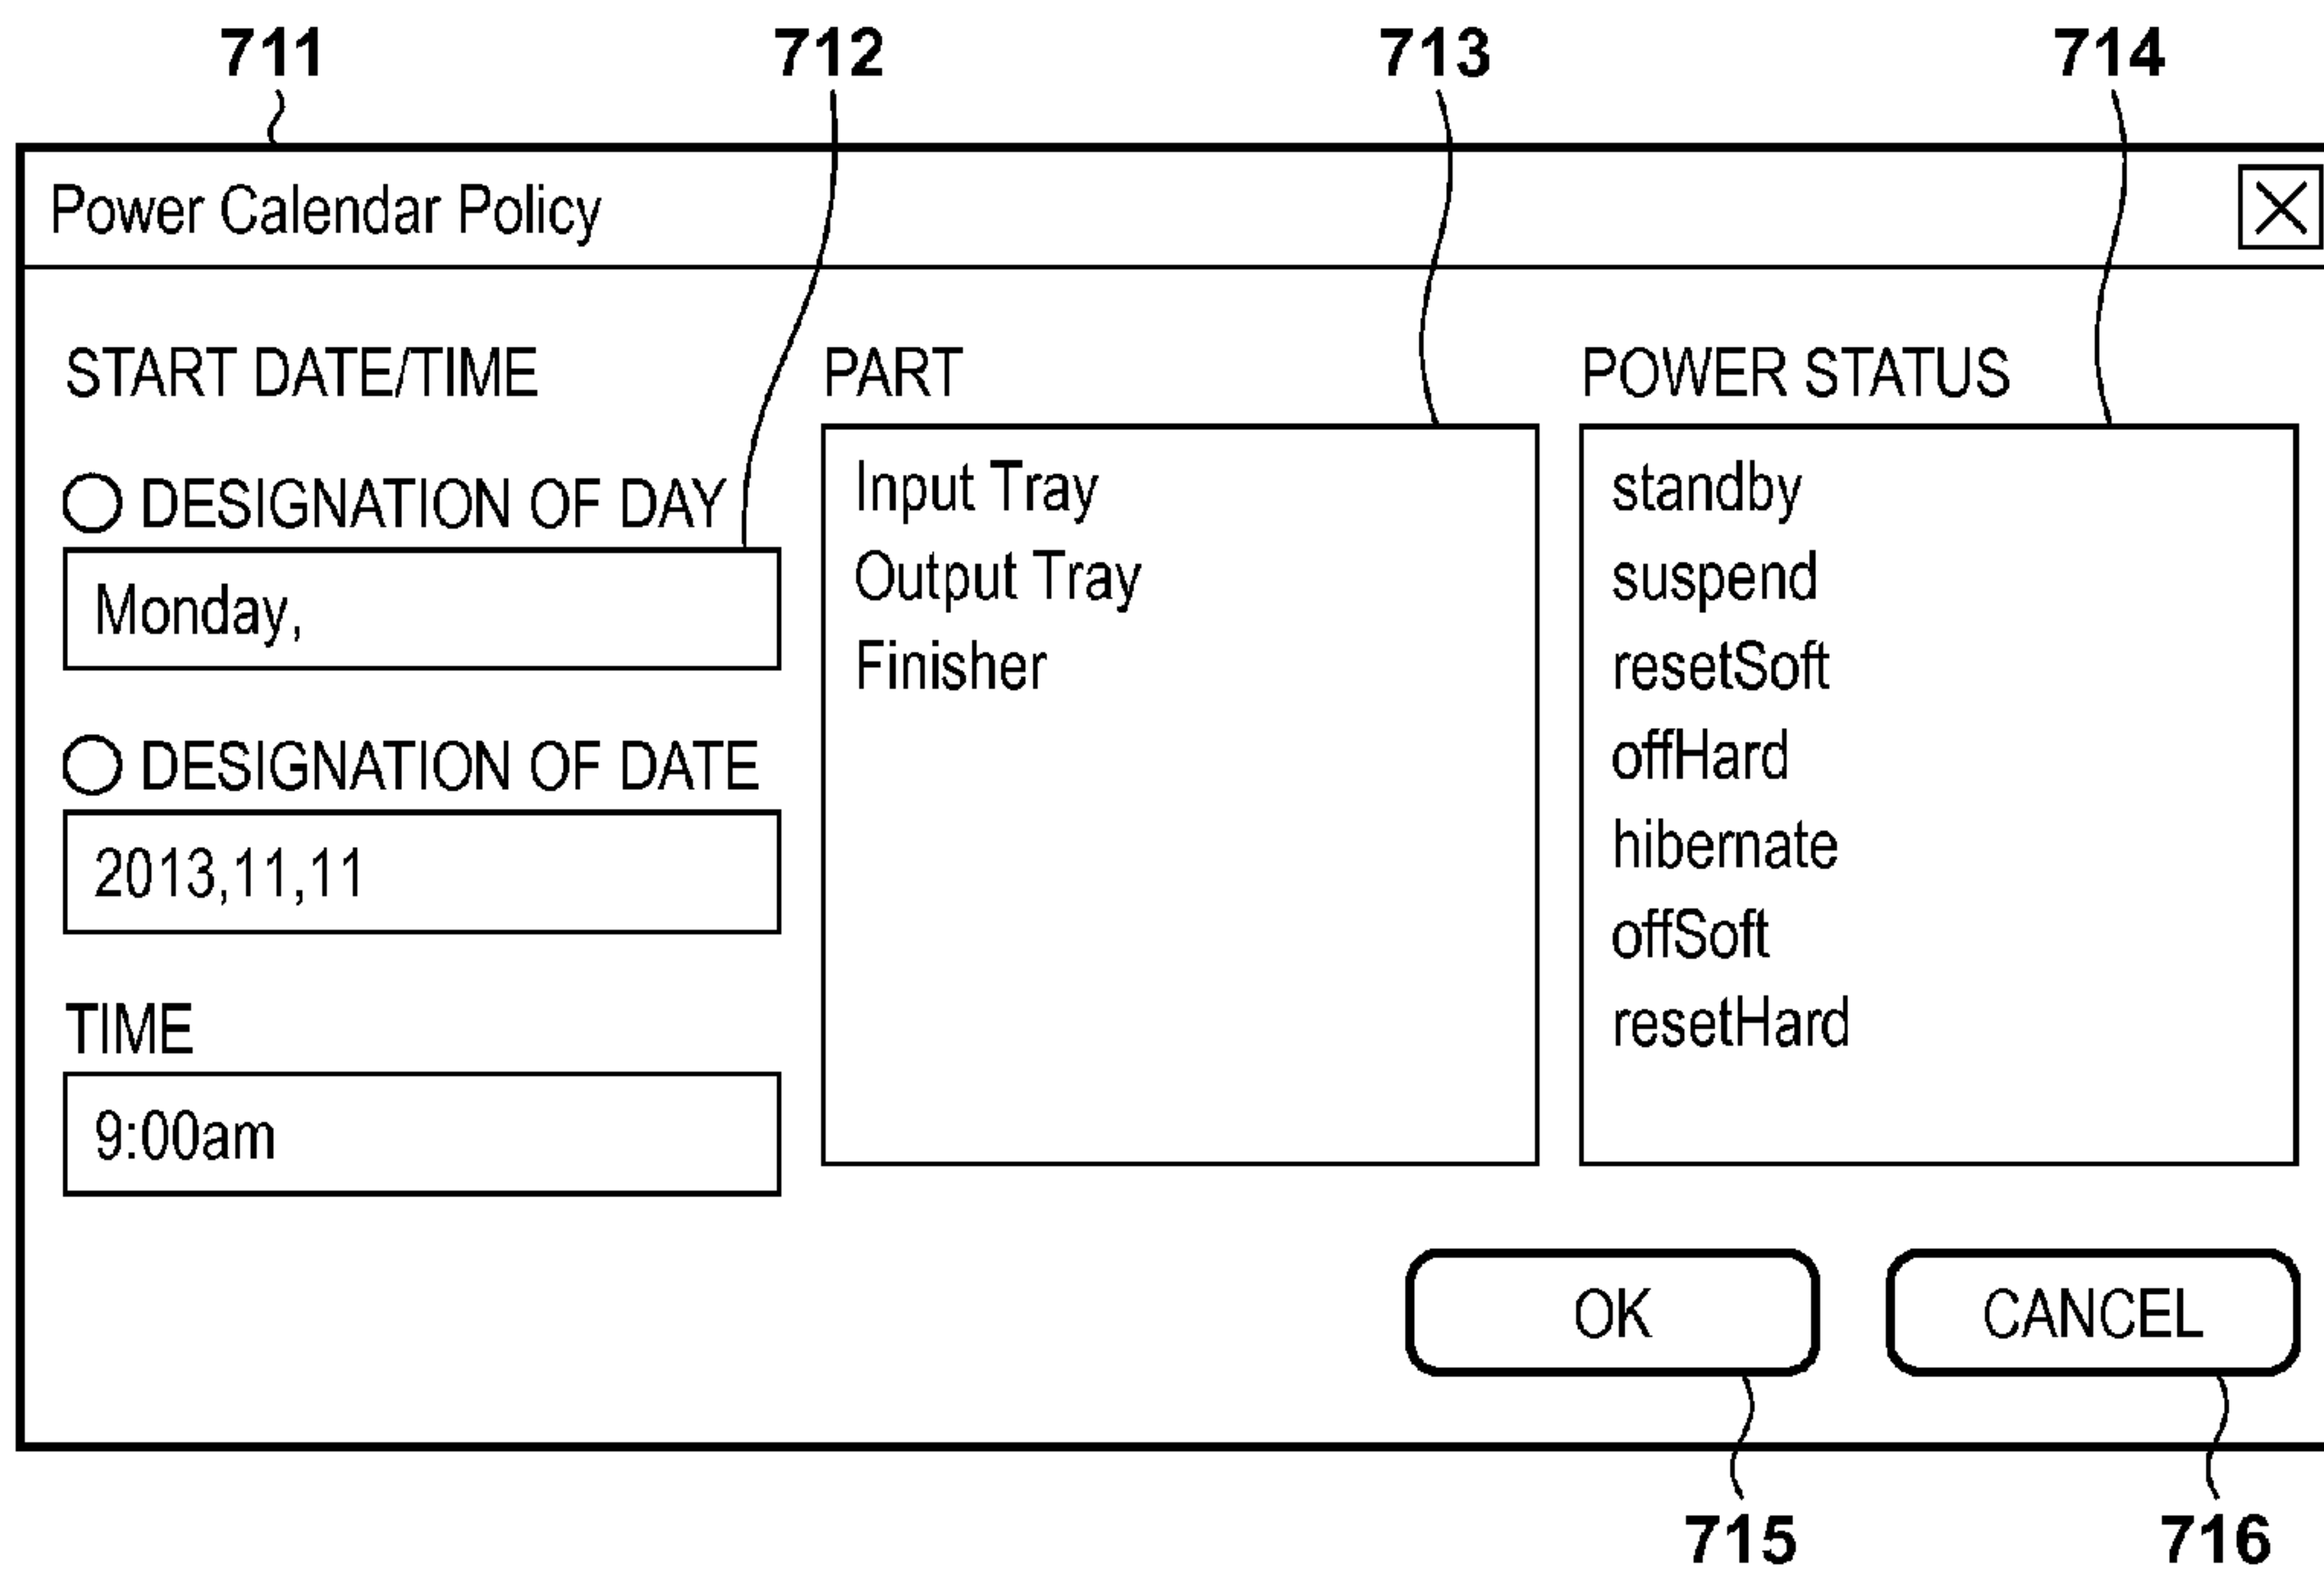 711 712 713 714
Power Calendar Policy
START DATE/TIME
DESIGNATION OF DAY
Monday,
DESIGNATION OF DATE
2013,11,11
TIME
9:00am
PART
Input Tray
Output Tray
Finisher
POWER STATUS
standby
suspend
resetSoft
offHard
hibernate
offSoft
resetHard
OK CANCEL
715 716